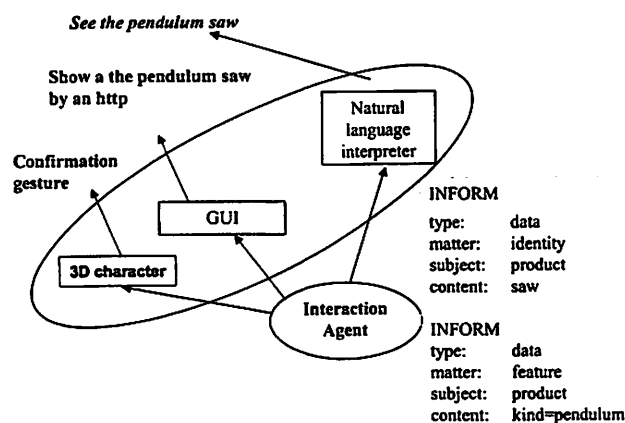 See the pendulum saw
Show a the pendulum saw
by an http
Natural
language
interpreter
Confirmation
gesture
GUI
3D character
Interaction
Agent
INFORM
type: data
matter: identity
subject: product
content: saw
INFORM
type: data
matter: feature
subject: product
content: kind=pendulum